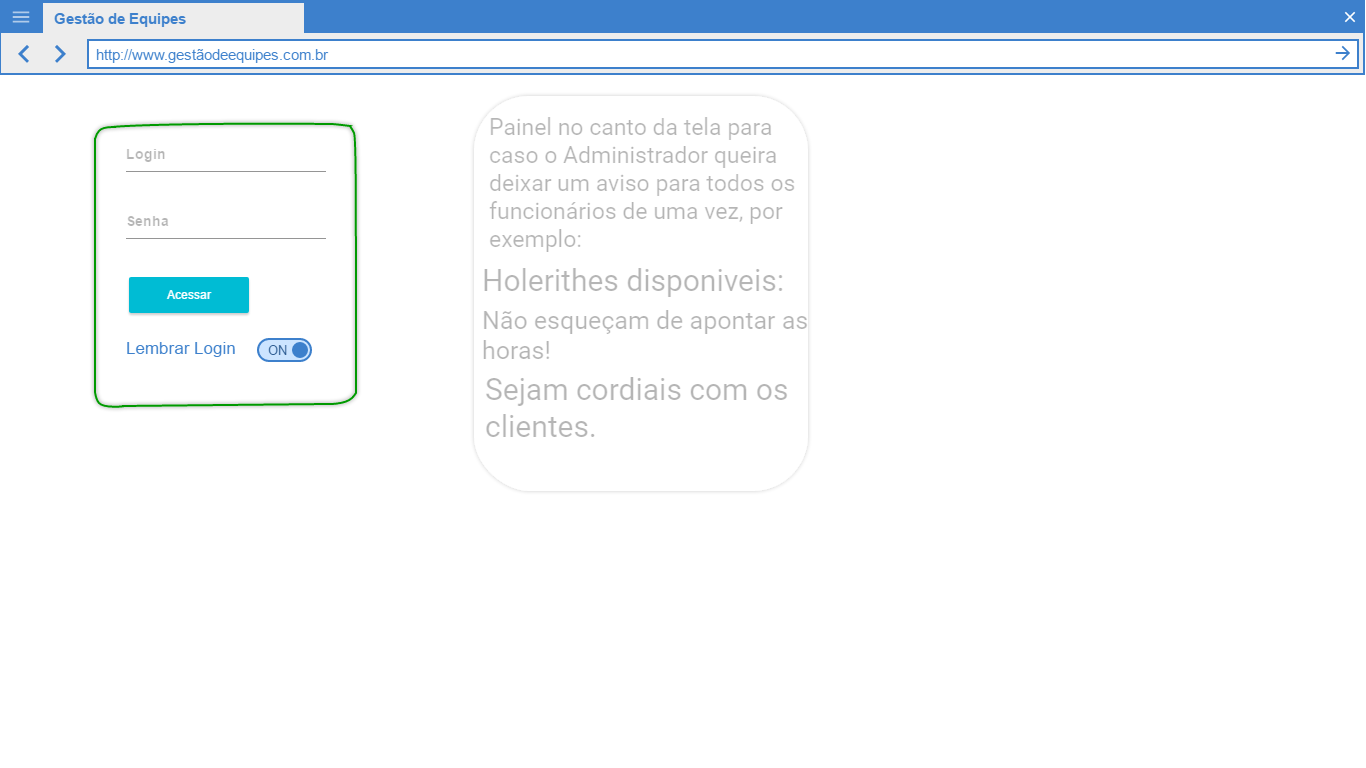 Gestão de Equipes
http://www.gestãodeequipes.com.br
Login
Senha
Acessar
Lembrar Login
ON
Painel no canto da tela para
caso o Administrador queira
deixar um aviso para todos os
funcionários de uma vez, por
exemplo:
Holerithes disponiveis:
Não esqueçam de apontar as
horas!
Sejam cordiais com os
clientes.